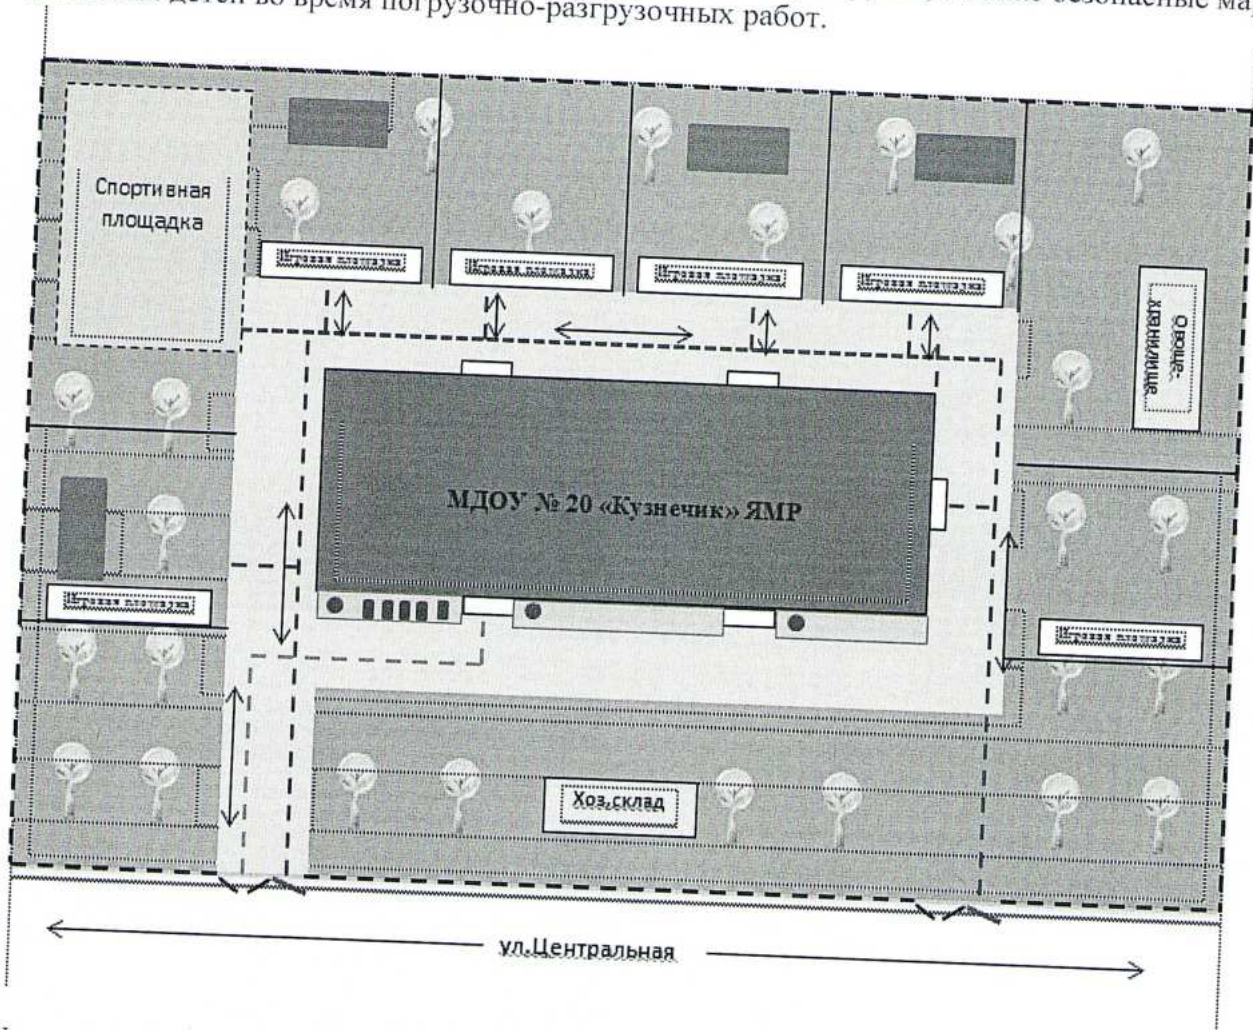 детей во время погрузочно-разгрузочных работ. безопасные
Спортивная
площадка
Игровая площадка
Игровая площадка
Игровая площадка
Игровая площадка
Овоще-
хранилище
МДОУ № 20 «Кузнечик» ЯМР
Игровая площадка
Игровая площадка
Хоз.склад
ул.Центральная